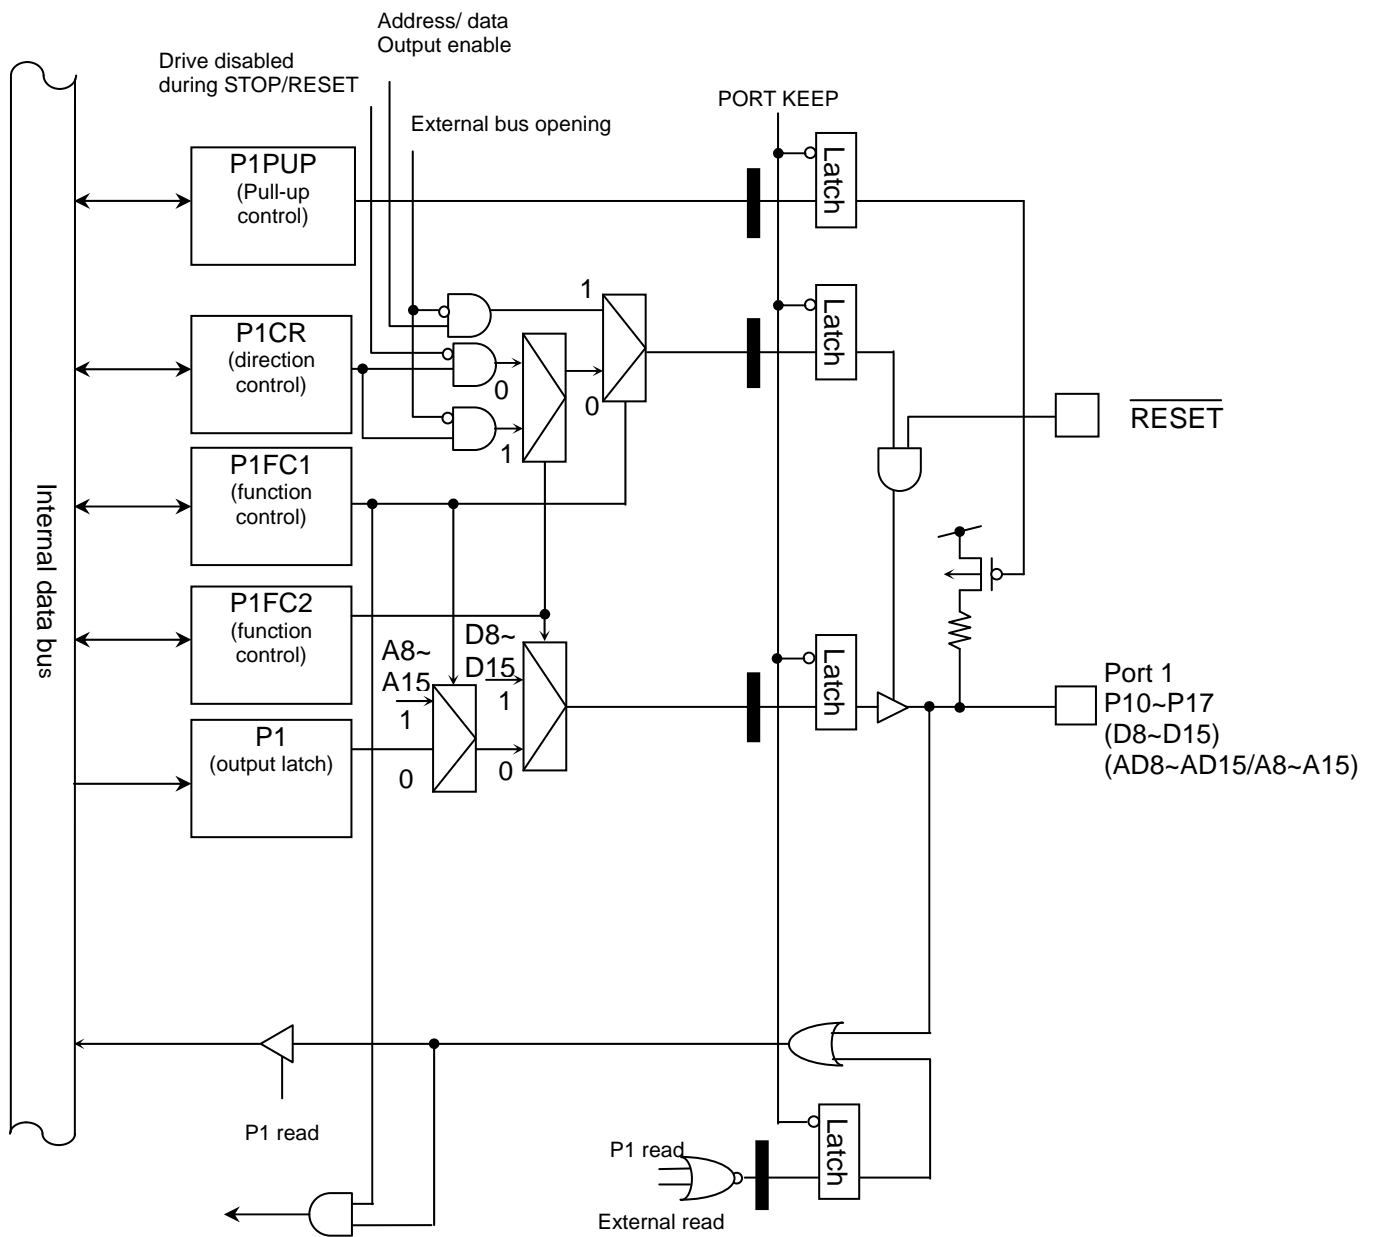 Address/ data
Output enable
Drive disabled
during STOP/RESET
External bus opening
PORT KEEP
P1PUP
(Pull-up
control)
Latch
1
P1CR
(direction
control)
0
0
1
Latch
RESET
P1FC1
(function
control)
Internal data bus
P1FC2
(function
control)
A8~
A15
1
D8~
D15
1
Latch
Port 1
P10~P17
(D8~D15)
(AD8~AD15/A8~A15)
P1
(output latch)
0
0
P1 read
P1 read
External read
Latch